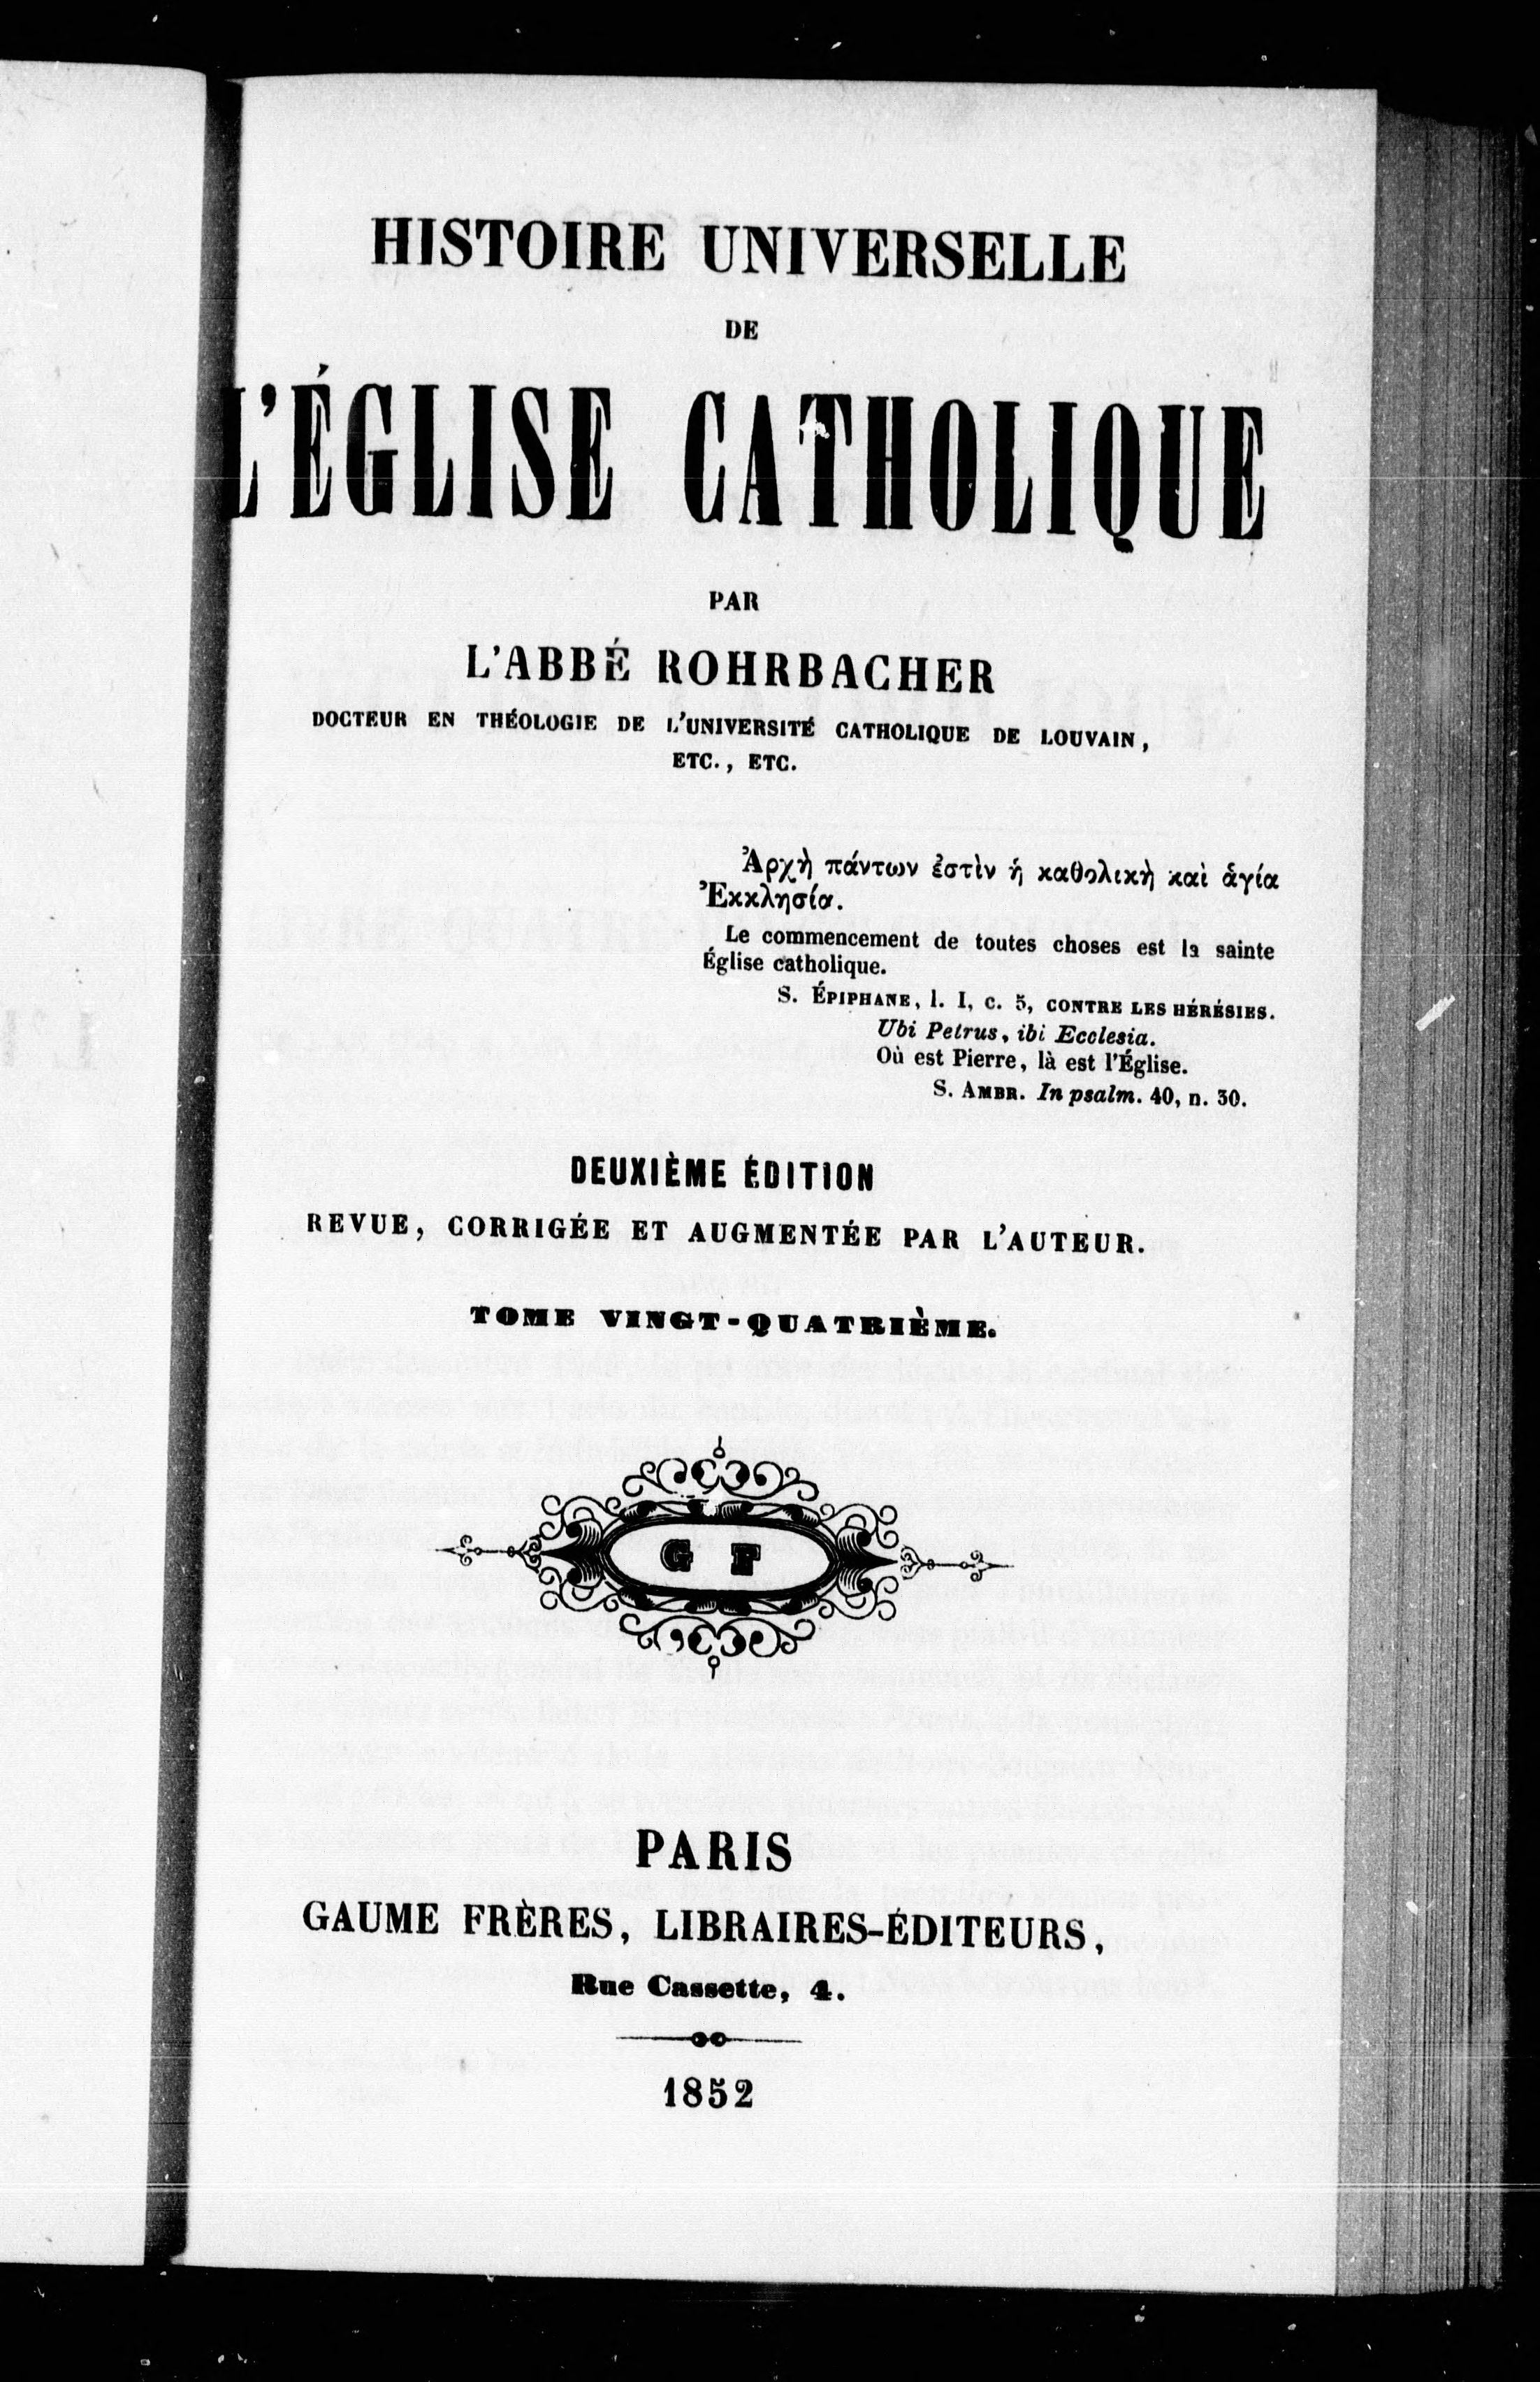 HISTOIRE UNIVERSELLE
DE
L'ÉGLISE CATHOLIQUE
PAR
L'ABBÉ ROHRBACHER
DOCTEUR EN THÉOLOGIE DE L'UNIVERSITÉ CATHOLIQUE DE LOUVAIN,
ETC., ETC.
Ἀρχὴ πάντων ἐστὶν ἡ καθολικὴ καὶ ἁγία
Ἐκκλησία.
Le commencement de toutes choses est la sainte
Église catholique.
S. ÉPIPHANE, l. I, c. 5, CONTRE LES HÉRÉSIES.
Ubi Petrus, ibi Ecclesia.
Où est Pierre, là est l'Église.
S. AMBR. In psalm. 40, n. 30.
DEUXIÈME ÉDITION
REVUE, CORRIGÉE ET AUGMENTÉE PAR L'AUTEUR.
TOME VINGT-QUATRIÈME.
G F
PARIS
GAUME FRÈRES, LIBRAIRES-ÉDITEURS,
Rue Cassette, 4.
1852